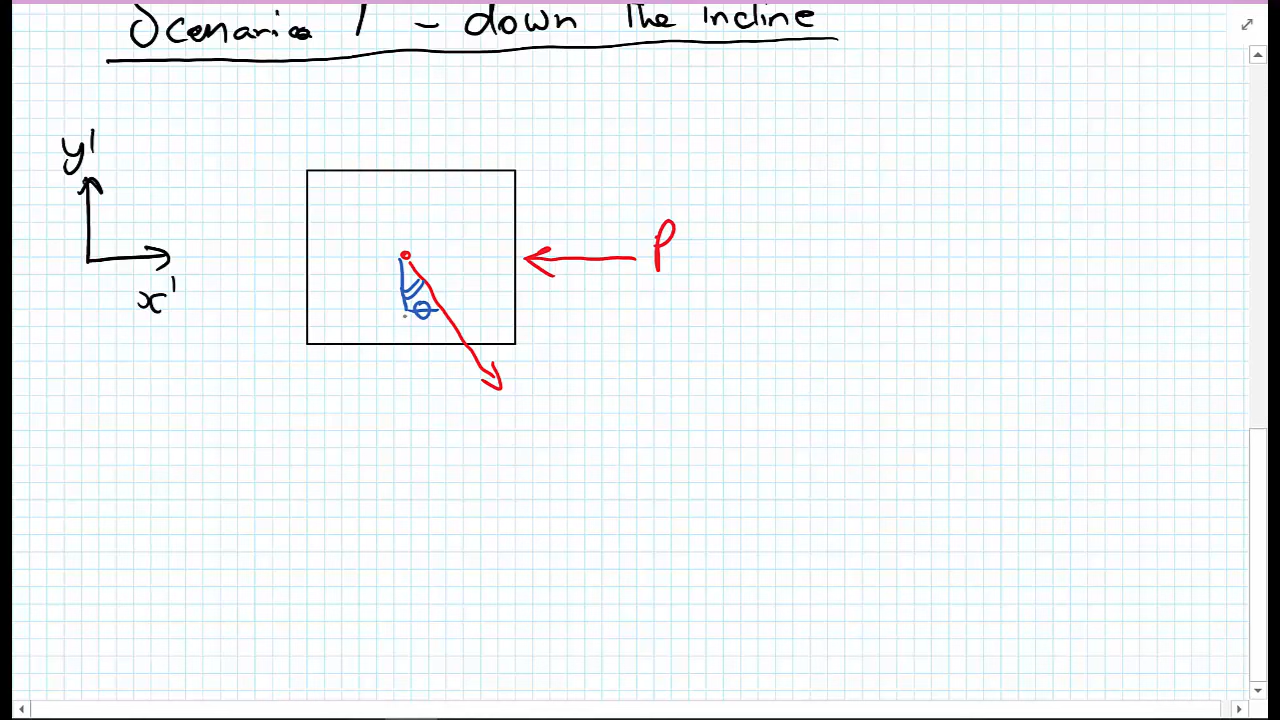 Scenario 1 - down The Incline
y'
P
x'
θ